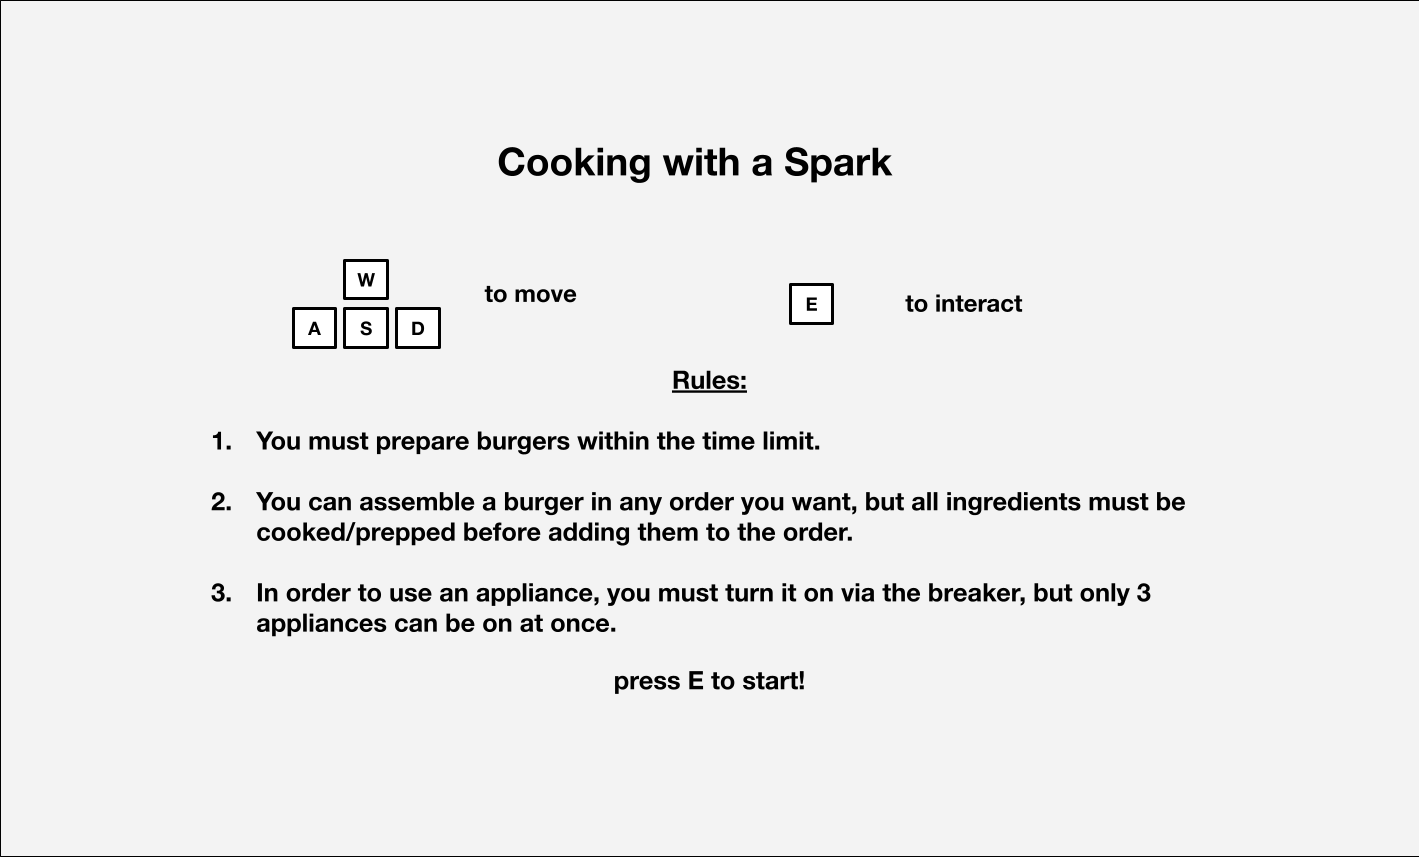 Cooking with a Spark
W
A S D
to move
E
to interact
Rules:
1. You must prepare burgers within the time limit.
2. You can assemble a burger in any order you want, but all ingredients must be
cooked/prepped before adding them to the order.
3. In order to use an appliance, you must turn it on via the breaker, but only 3
appliances can be on at once.
press E to start!